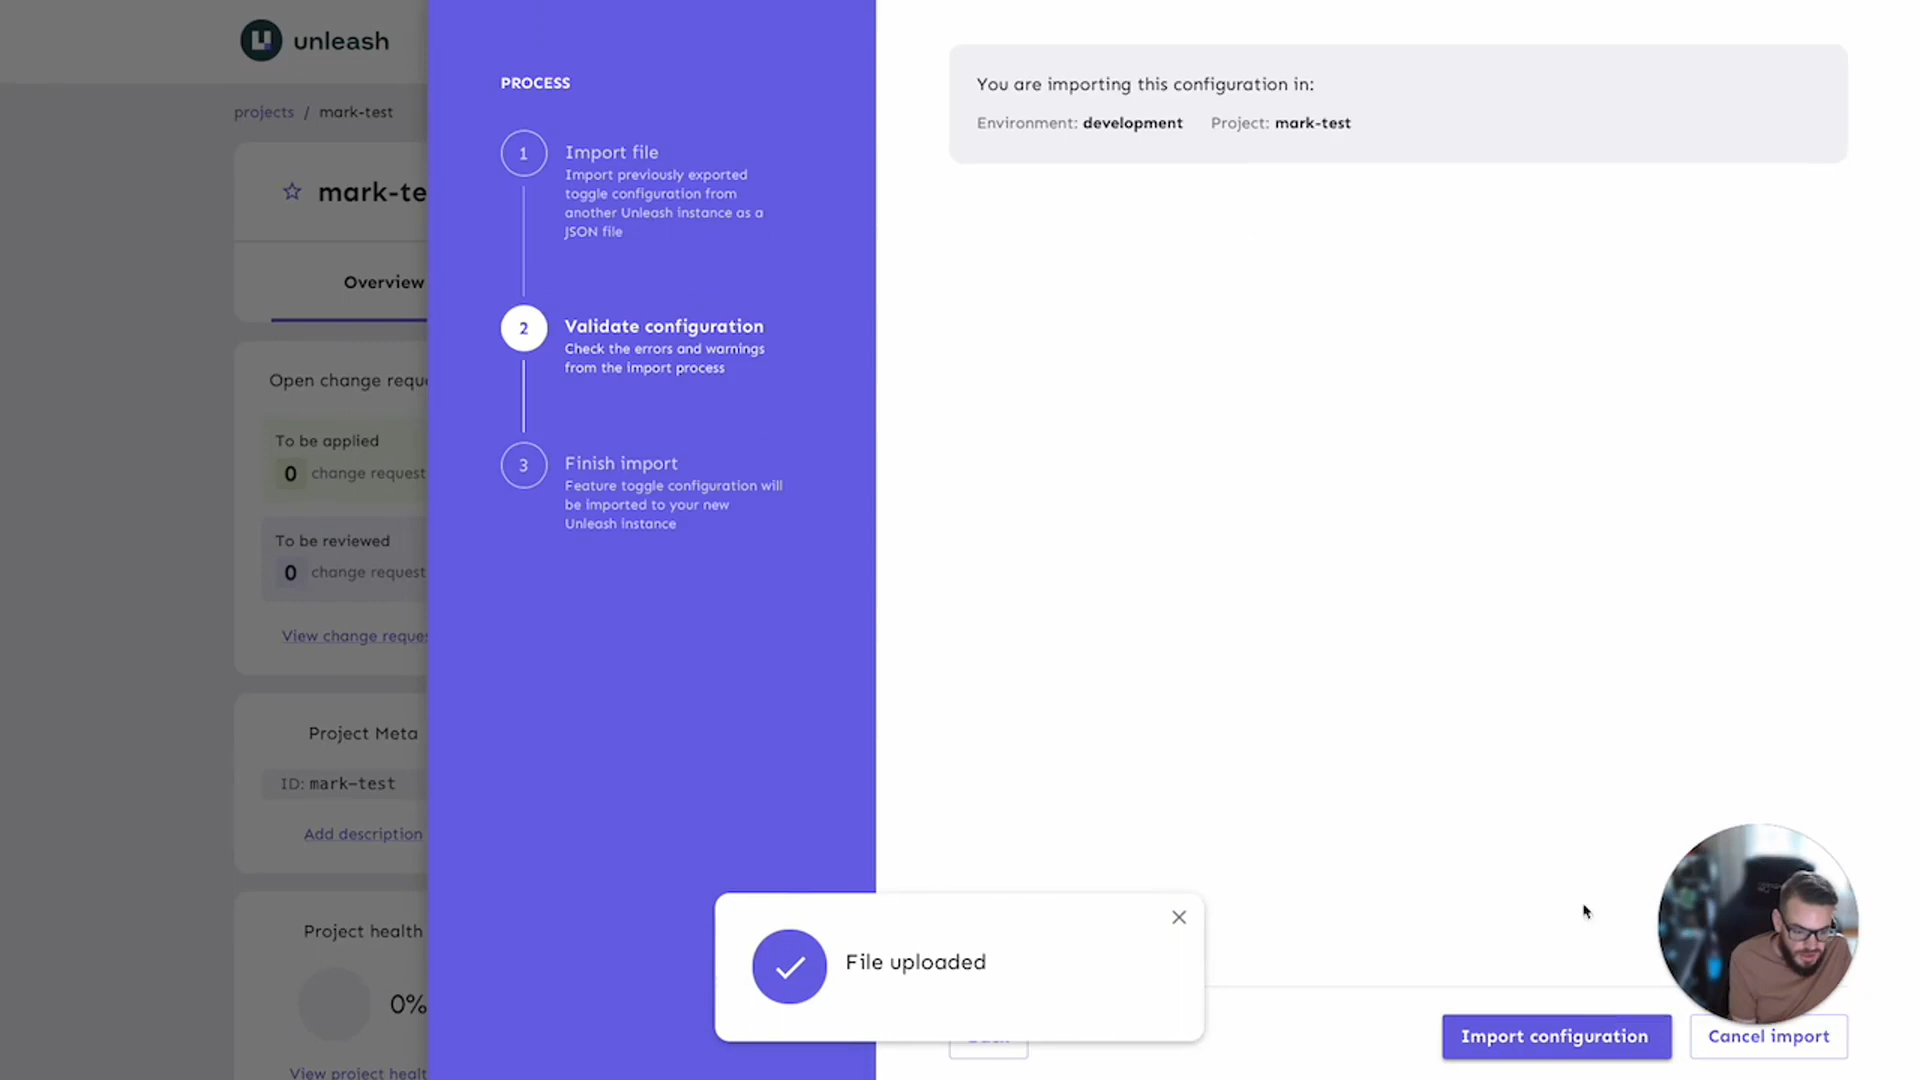 unleash
projects / mark-test
mark-te
Overview
Open change reque
To be applied
0 change request
To be reviewed
0 change request
View change reques
Project Meta
ID: mark-test
Add description
Project health
0%
View project healt
PROCESS
1
Import file
Import previously exported
toggle configuration from
another Unleash instance as a
JSON file
2
Validate configuration
Check the errors and warnings
from the import process
3
Finish import
Feature toggle configuration will
be imported to your new
Unleash instance
You are importing this configuration in:
Environment: development Project: mark-test
File uploaded
Import configuration
Cancel import